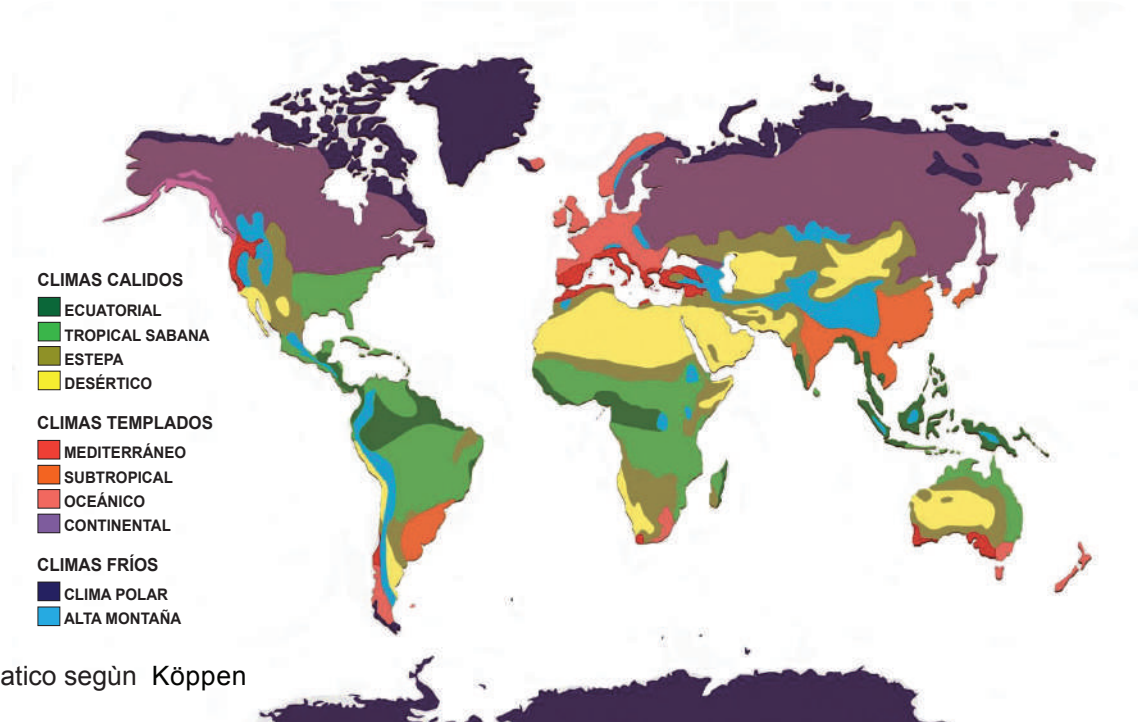 CLIMAS CALIDOS
ECUATORIAL
TROPICAL SABANA
ESTEPA
DESÉRTICO
CLIMAS TEMPLADOS
MEDITERRÁNEO
SUBTROPICAL
OCEÁNICO
CONTINENTAL
CLIMAS FRÍOS
CLIMA POLAR
ALTA MONTAÑA
atico segùn Köppen